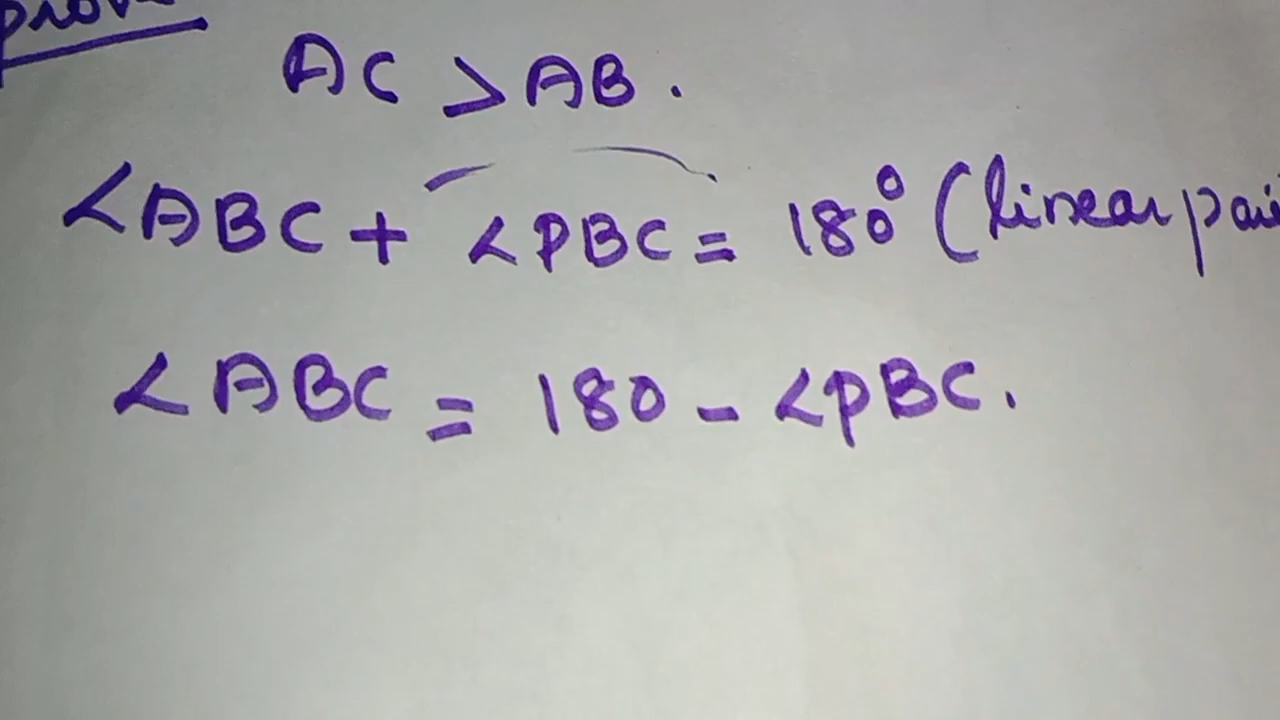 AC > AB.
∠ABC + ∠PBC = 180° (linear pai
∠ABC = 180 - ∠PBC.